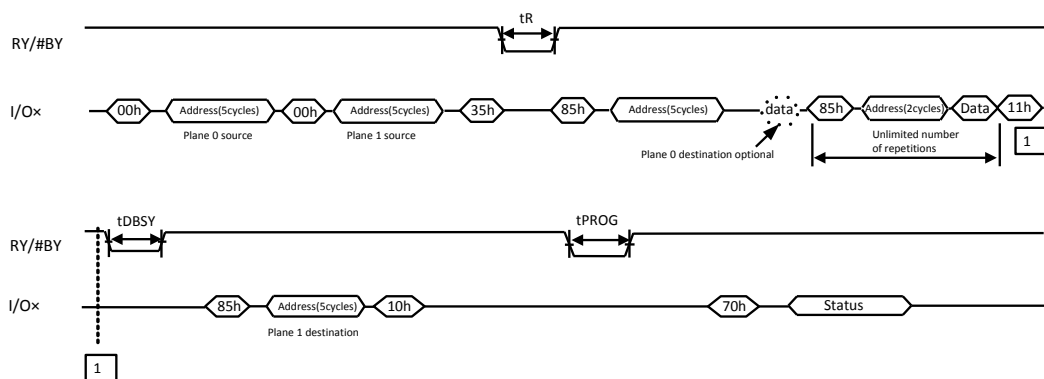 tR
RY/#BY
I/O× 00h Address(5cycles) 00h Address(5cycles) 35h 85h Address(5cycles) data 85h Address(2cycles) Data 11h
Plane 0 source Plane 1 source Plane 0 destination optional Unlimited number
of repetitions
1
tDBSY tPROG
RY/#BY
I/O× 85h Address(5cycles) 10h 70h Status
Plane 1 destination
1